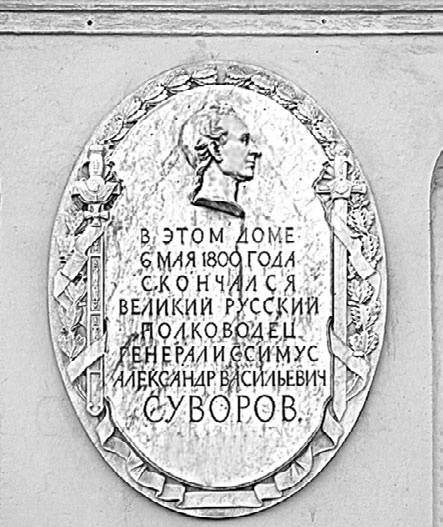 В ЭТОМ ДОМЕ
6 МАЯ 1800 ГОДА
СКОНЧАЛСЯ
ВЕЛИКИЙ РУССКИЙ
ПОЛКОВОДЕЦ
ГЕНЕРАЛИССИМУС
АЛЕКСАНДР ВАСИЛЬЕВИЧ
СУВОРОВ.